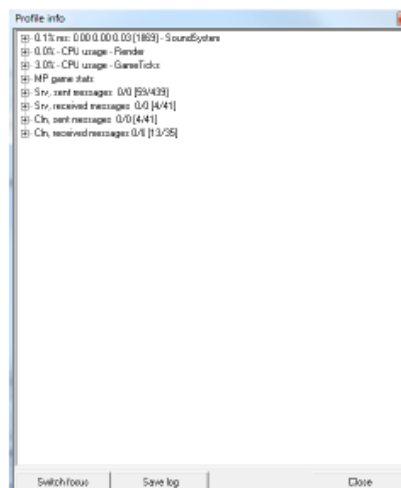 Profile info
0.1% ms: 0.00 0.00 0.03 [1869] - SoundSystem
0.0% - CPU usage - Render
3.0% - CPU usage - GameTicks
MP game stats
Srv, sent messages 0/0 [59/439]
Srv, received messages 0/0 [4/41]
Cln, sent messages 0/0 [4/41]
Cln, received messages 0/6 [13/35]
Switch focus
Save log
Close